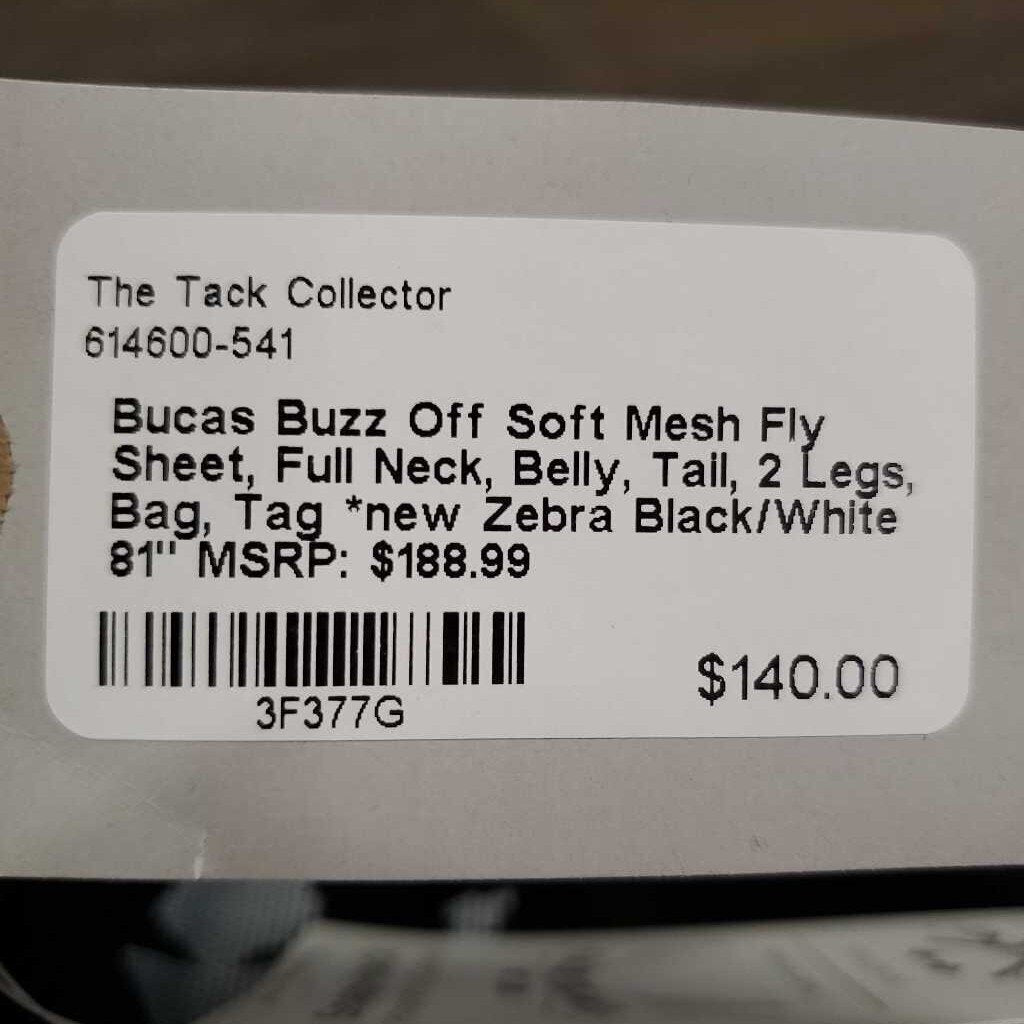 The Tack Collector
614600-541
Bucas Buzz Off Soft Mesh Fly
Sheet, Full Neck, Belly, Tail, 2 Legs,
Bag, Tag *new Zebra Black/White
81" MSRP: $188.99
3F377G
$140.00